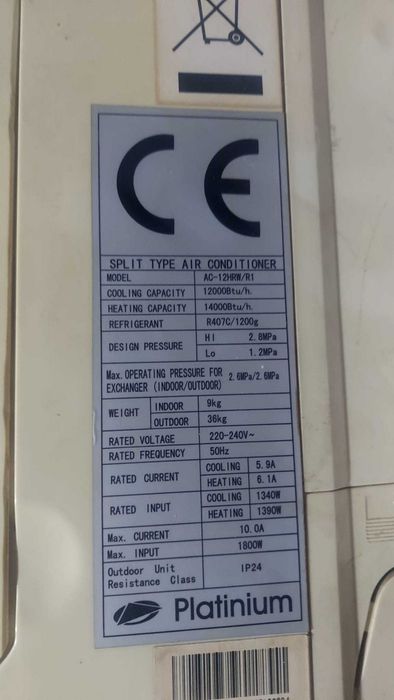 CE
SPLIT TYPE AIR CONDITIONER
MODEL AC-12HRW/R1
COOLING CAPACITY 12000Btu/h.
HEATING CAPACITY 14000Btu/h.
REFRIGERANT R407C/1200g
DESIGN PRESSURE HI 2.8MPa
Lo 1.2MPa
Max. OPERATING PRESSURE FOR
EXCHANGER (INDOOR/OUTDOOR) 2.6MPa/2.6MPa
WEIGHT INDOOR 9kg
OUTDOOR 36kg
RATED VOLTAGE 220-240V~
RATED FREQUENCY 50Hz
RATED CURRENT COOLING 5.9A
HEATING 6.1A
RATED INPUT COOLING 1340W
HEATING 1390W
Max. CURRENT 10.0A
Max. INPUT 1800W
Outdoor Unit
Resistance Class IP24
Platinium